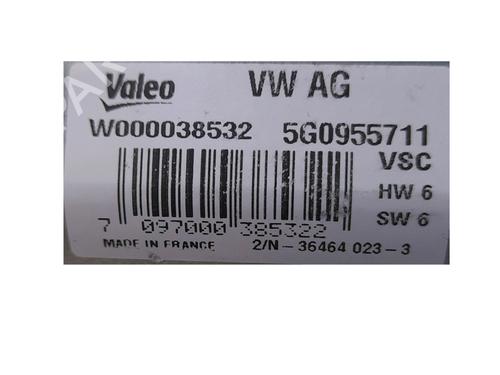 Valeo VW AG
W000038532 5G0955711
VSC
HW 6
SW 6
7 097000 385322
MADE IN FRANCE 2/N-36464 023-3